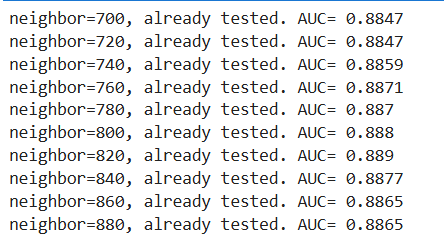 neighbor=700, already tested. AUC= 0.8847
neighbor=720, already tested. AUC= 0.8847
neighbor=740, already tested. AUC= 0.8859
neighbor=760, already tested. AUC= 0.8871
neighbor=780, already tested. AUC= 0.887
neighbor=800, already tested. AUC= 0.888
neighbor=820, already tested. AUC= 0.889
neighbor=840, already tested. AUC= 0.8877
neighbor=860, already tested. AUC= 0.8865
neighbor=880, already tested. AUC= 0.8865